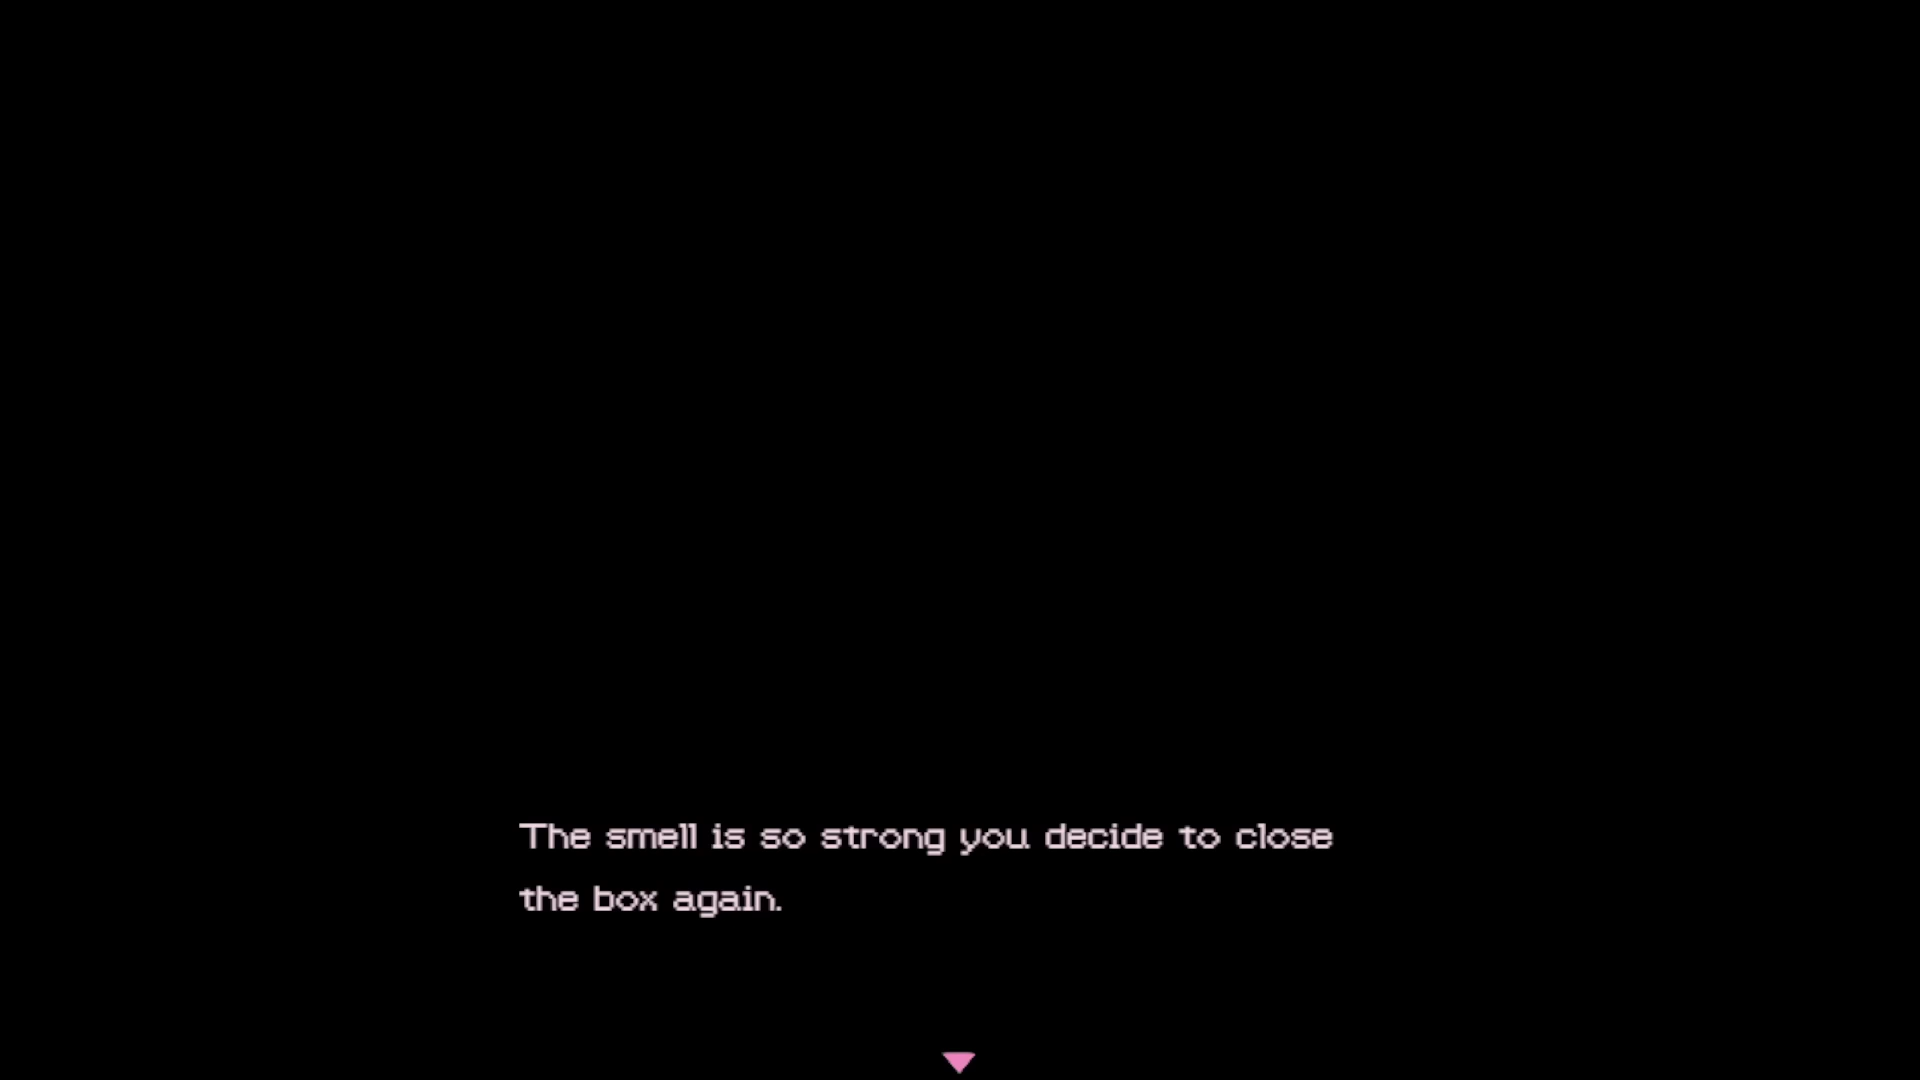 The smell is so strong you decide to close
the box again.